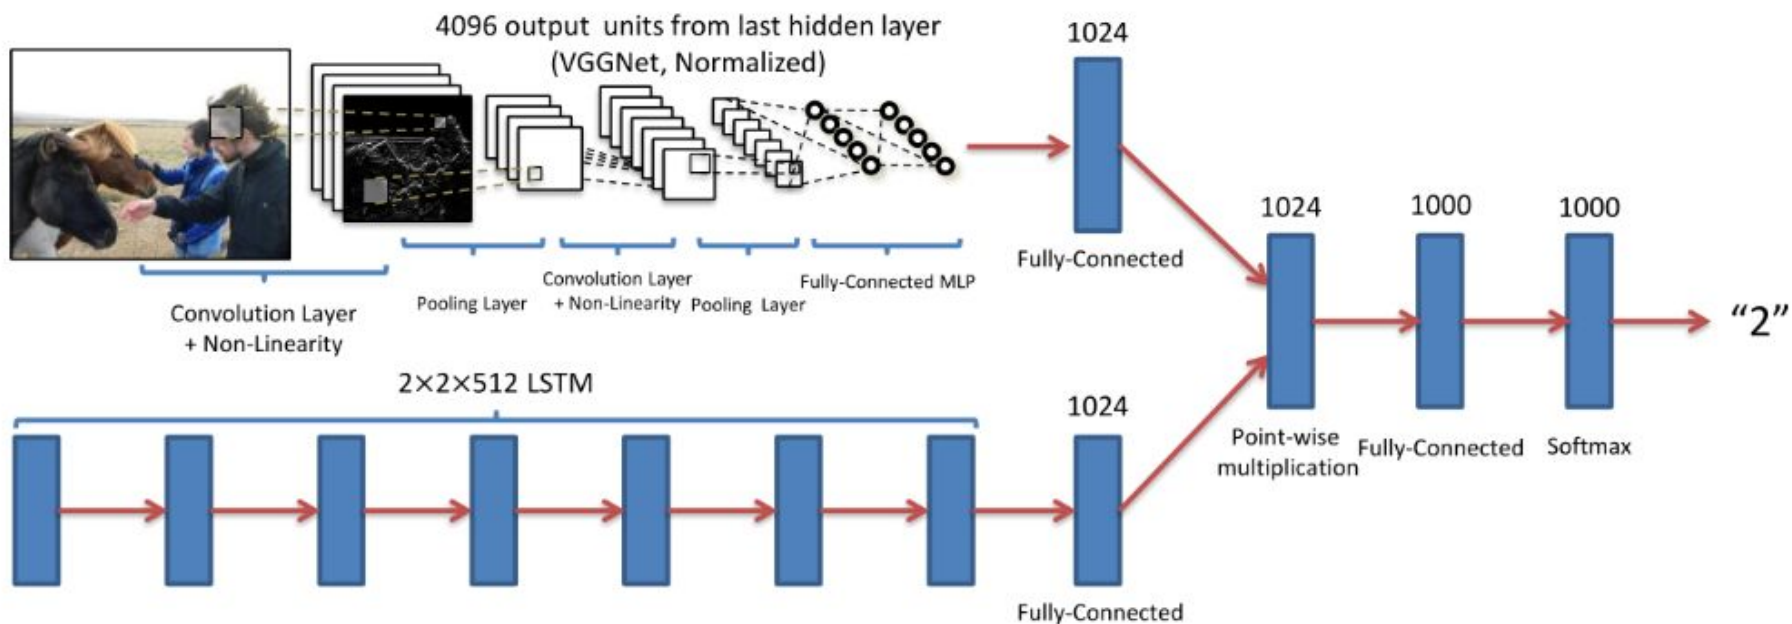 4096 output units from last hidden layer
(VGGNet, Normalized)
1024
Fully-Connected
Convolution Layer
+ Non-Linearity
Pooling Layer
Convolution Layer
+ Non-Linearity
Pooling Layer
Fully-Connected MLP
2×2×512 LSTM
1024
Fully-Connected
1024
Point-wise
multiplication
1000
Fully-Connected
1000
Softmax
“2”